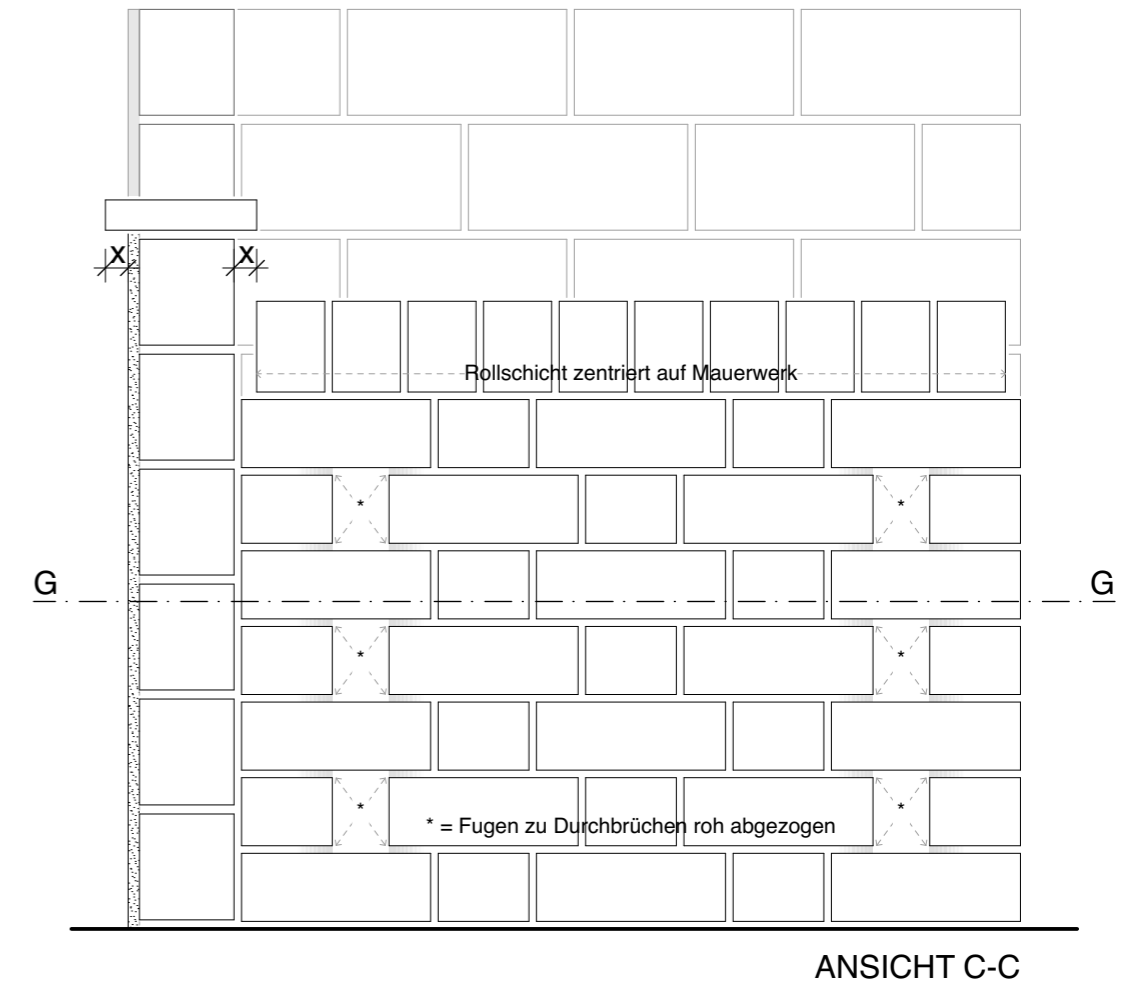 X X
Rollschicht zentriert auf Mauerwerk
*
*
G
G
*
*
*
*
* = Fugen zu Durchbrüchen roh abgezogen
ANSICHT C-C